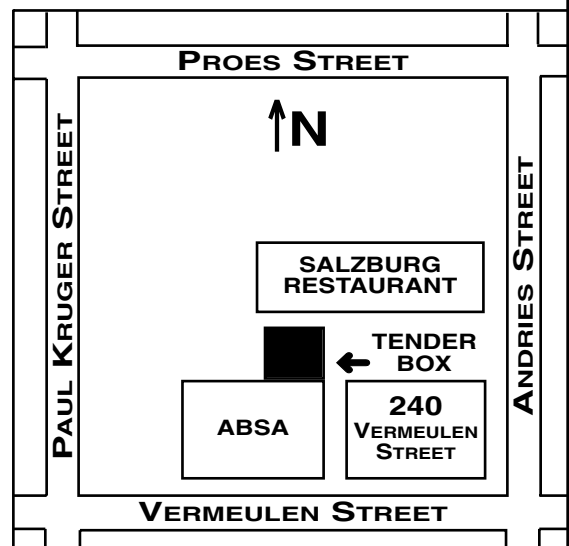 PROES STREET
N
PAUL KRUGER STREET
ANDRIES STREET
SALZBURG
RESTAURANT
TENDER
BOX
ABSA
240
VERMEULEN
STREET
VERMEULEN STREET